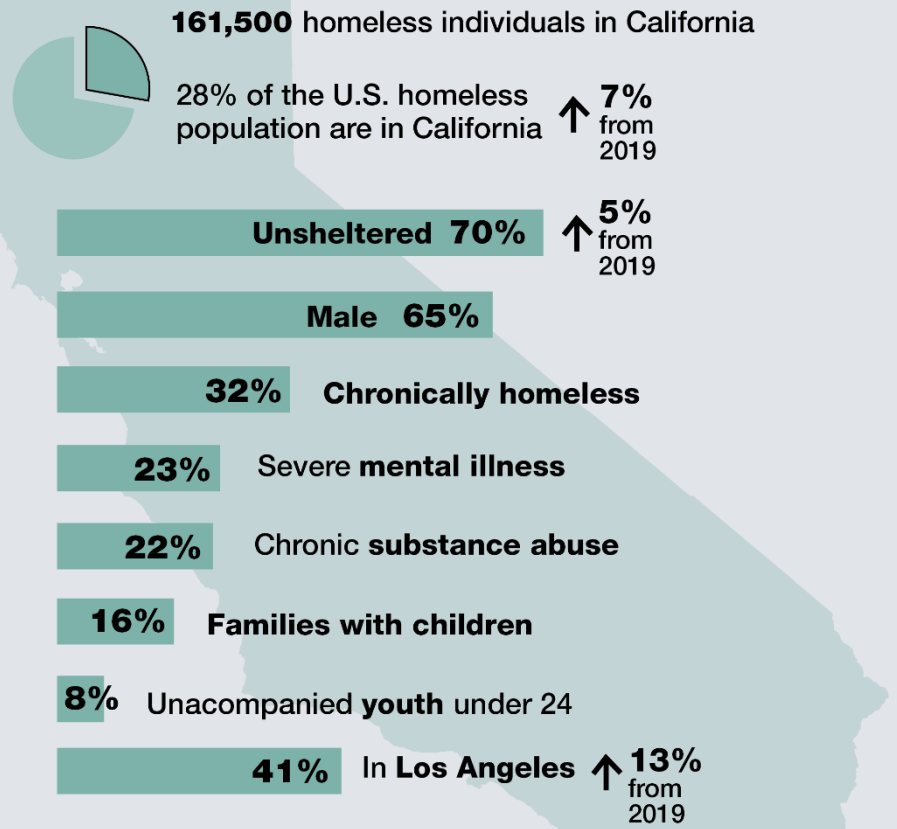 161,500 homeless individuals in California
28% of the U.S. homeless
population are in California
↑ 7%
from
2019
Unsheltered 70%
↑ 5%
from
2019
Male 65%
32% Chronically homeless
23% Severe mental illness
22% Chronic substance abuse
16% Families with children
8% Unacompanied youth under 24
41% In Los Angeles
↑ 13%
from
2019